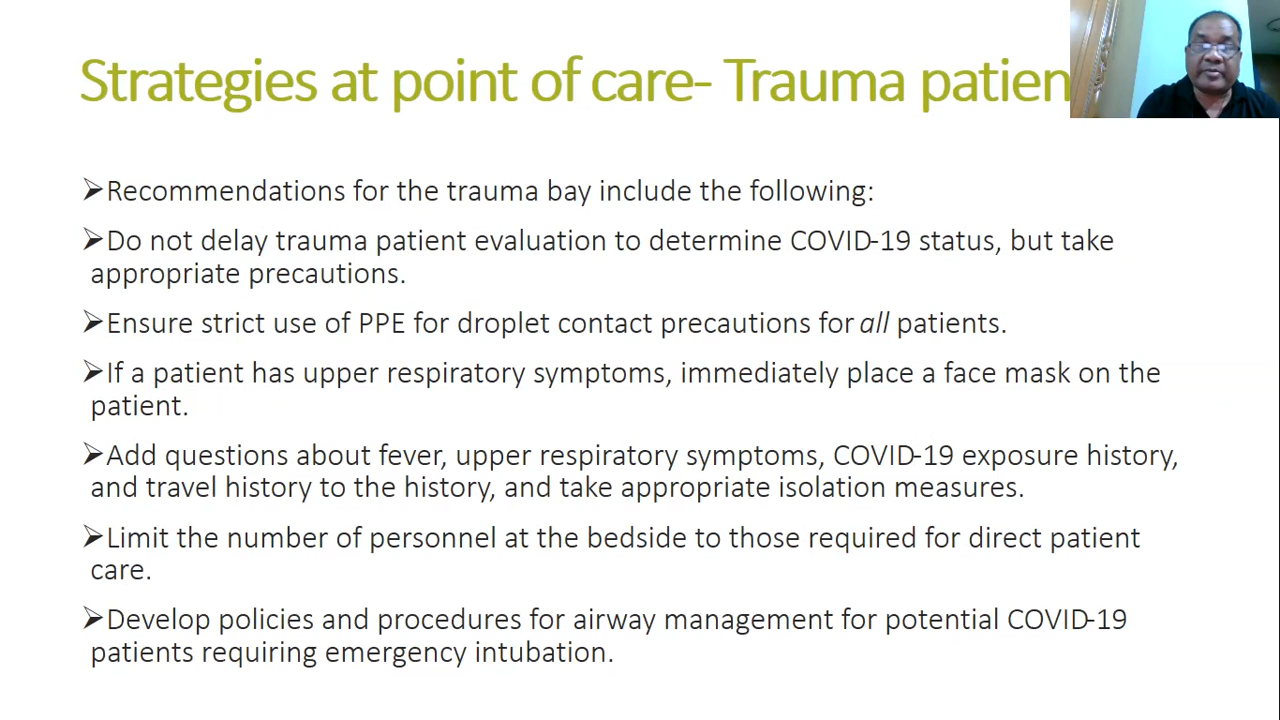 Strategies at point of care- Trauma patien
➢Recommendations for the trauma bay include the following:
➢Do not delay trauma patient evaluation to determine COVID-19 status, but take
appropriate precautions.
➢Ensure strict use of PPE for droplet contact precautions for all patients.
➢If a patient has upper respiratory symptoms, immediately place a face mask on the
patient.
➢Add questions about fever, upper respiratory symptoms, COVID-19 exposure history,
and travel history to the history, and take appropriate isolation measures.
➢Limit the number of personnel at the bedside to those required for direct patient
care.
➢Develop policies and procedures for airway management for potential COVID-19
patients requiring emergency intubation.